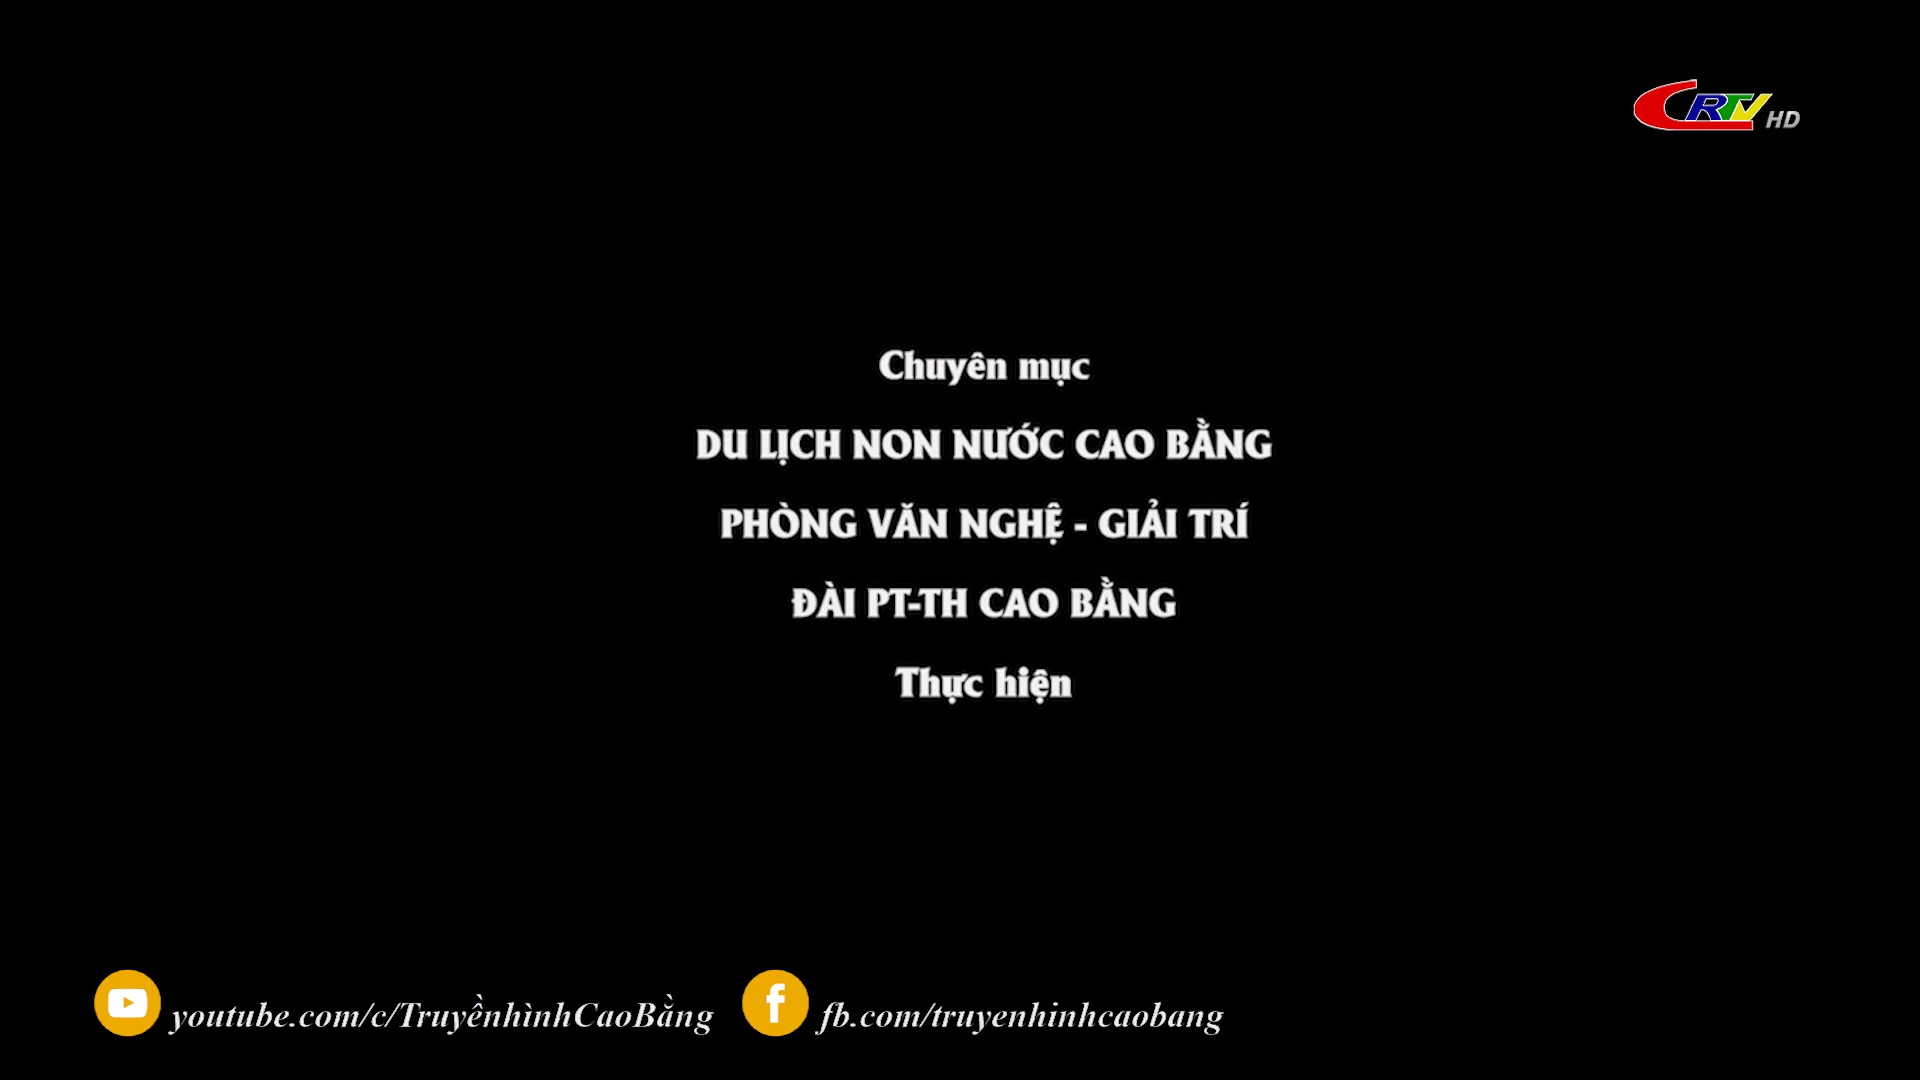 CRTV HD
Chuyên mục
DU LỊCH NON NƯỚC CAO BẰNG
PHÒNG VĂN NGHỆ - GIẢI TRÍ
ĐÀI PT-TH CAO BẰNG
Thực hiện
youtube.com/c/TruyềnhìnhCaoBằng
fb.com/truyenhinhcaobang